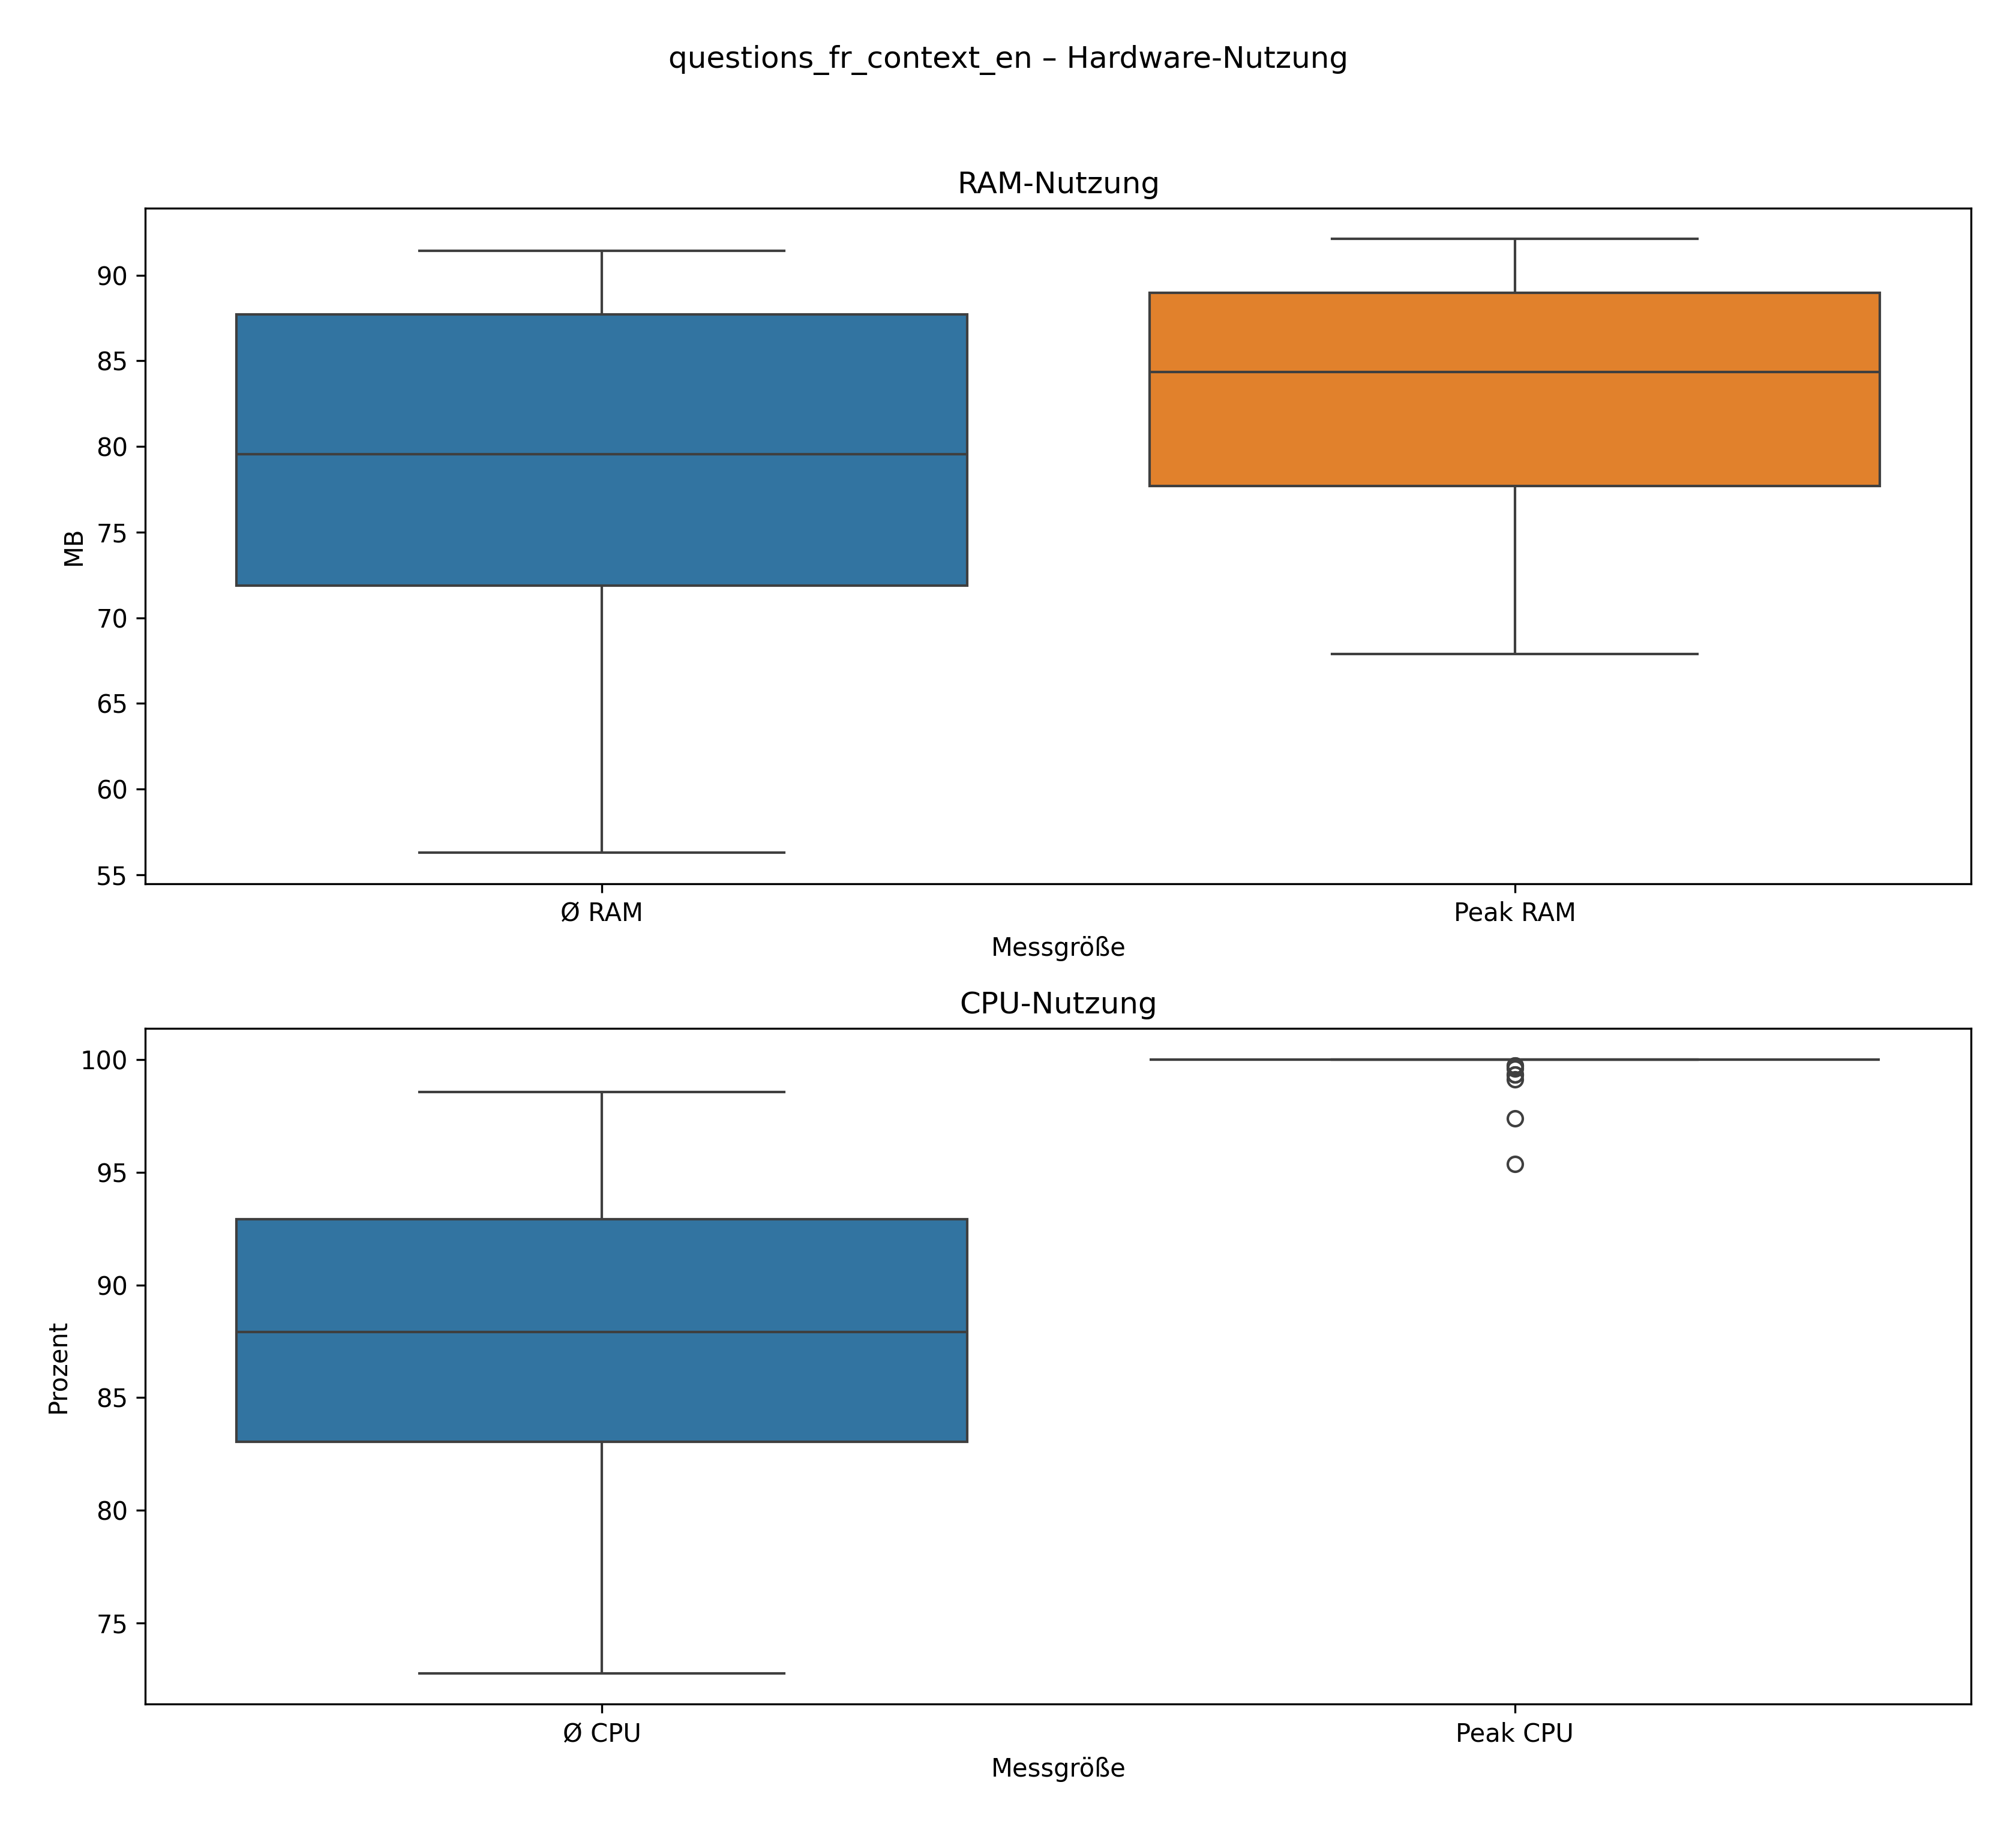 questions_fr_context_en – Hardware-Nutzung
RAM-Nutzung
MB
90
85
80
75
70
65
60
55
Ø RAM
Peak RAM
Messgröße
CPU-Nutzung
Prozent
100
95
90
85
80
75
Ø CPU
Peak CPU
Messgröße